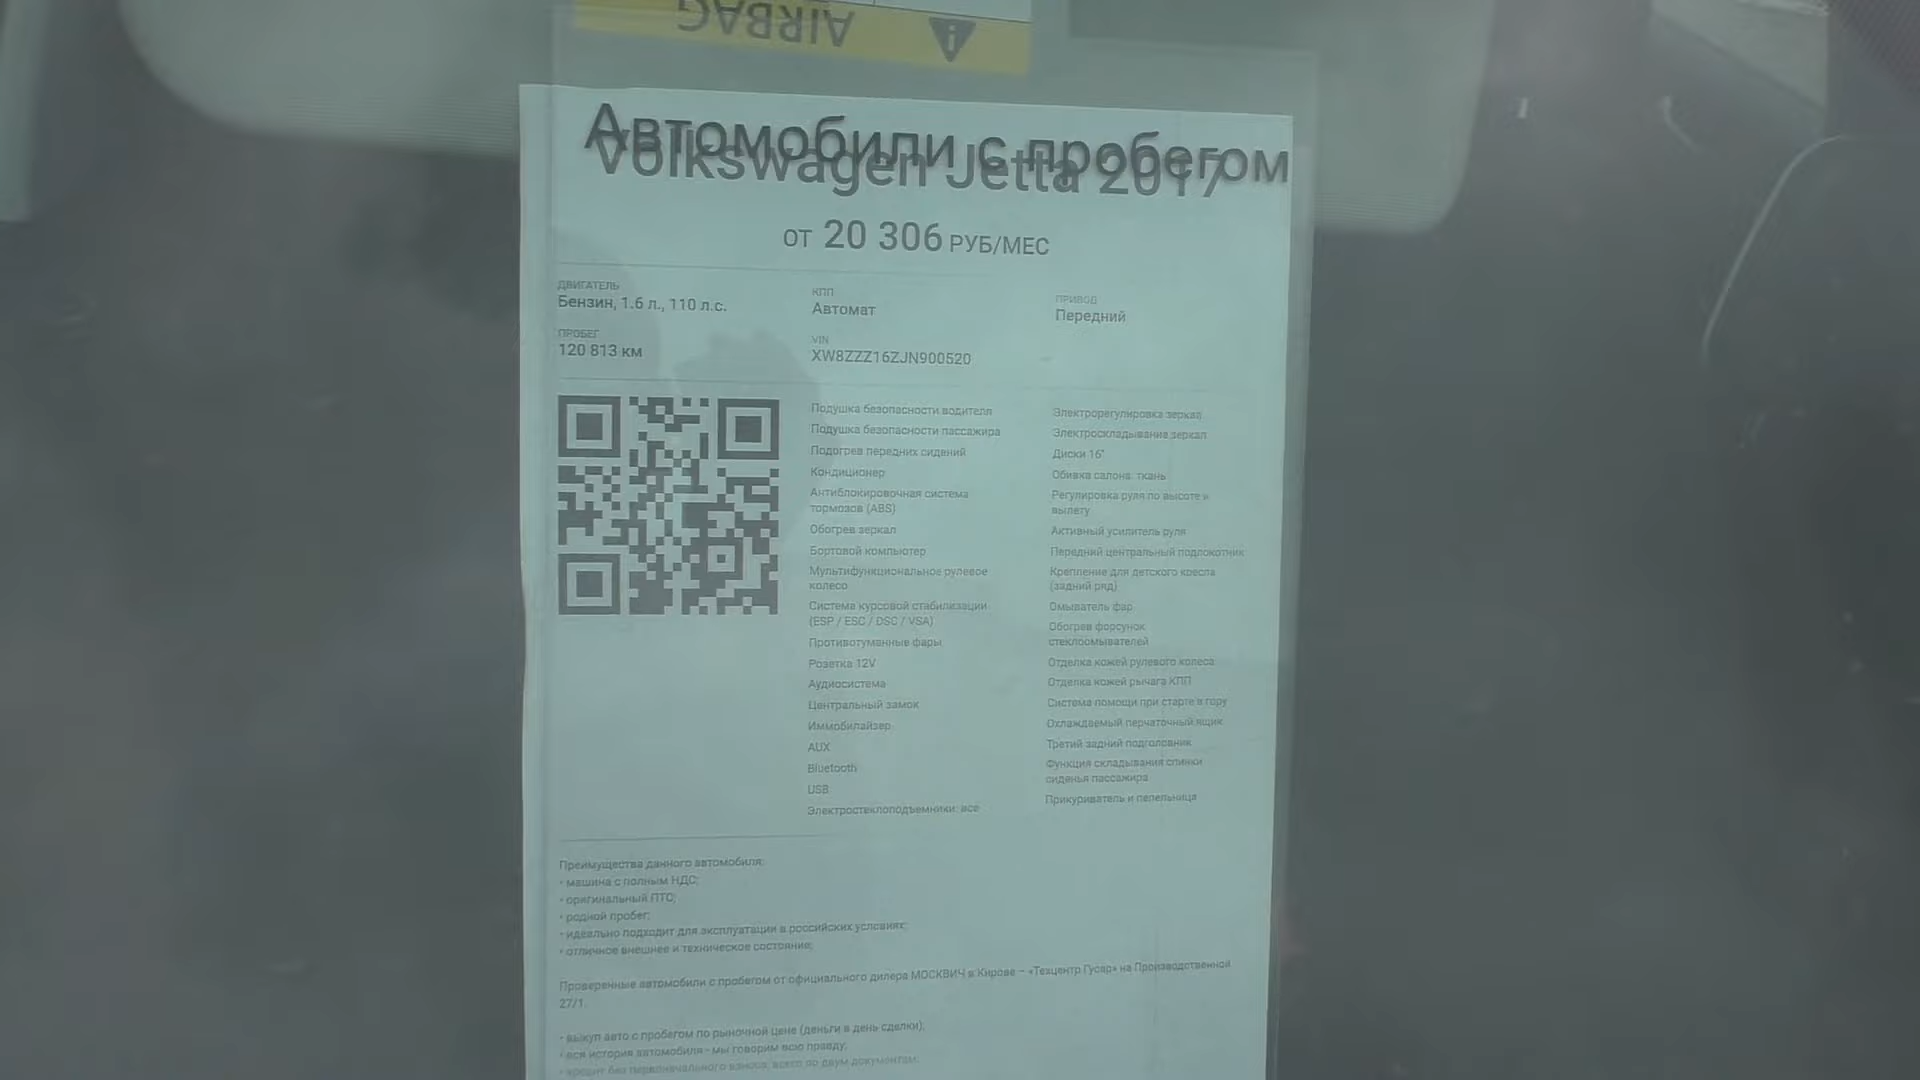 AIRBAG
Автомобили с пробегом
Volkswagen Jetta 2017
от 20 306 РУБ/МЕС
ДВИГАТЕЛЬ
Бензин, 1.6 л., 110 л.с.
КПП
Автомат
ПРИВОД
Передний
ПРОБЕГ
120 813 км
VIN
XW8ZZZ16ZJN900520
Подушка безопасности водителя
Подушка безопасности пассажира
Подогрев передних сидений
Кондиционер
Антиблокировочная система
тормозов (ABS)
Обогрев зеркал
Бортовой компьютер
Мультифункциональное рулевое
колесо
Система курсовой стабилизации
(ESP / ESC / DSC / VSA)
Противотуманные фары
Розетка 12V
Аудиосистема
Центральный замок
Иммобилайзер
AUX
Bluetooth
USB
Электростеклоподъемники: все
Электрорегулировка зеркал
Электроскладывание зеркал
Диски 16"
Обивка салона: ткань
Регулировка руля по высоте и
вылету
Активный усилитель руля
Передний центральный подлокотник
Крепление для детского кресла
(задний ряд)
Омыватель фар
Обогрев форсунок
стеклоомывателей
Отделка кожей рулевого колеса
Отделка кожей рычага КПП
Система помощи при старте в гору
Охлаждаемый перчаточный ящик
Третий задний подголовник
Функция складывания спинки
сиденья пассажира
Прикуриватель и пепельница
Преимущества данного автомобиля:
• машина с полным НДС;
• оригинальный ПТС;
• родной пробег;
• идеально подходит для эксплуатации в российских условиях;
• отличное внешнее и техническое состояние;
Проверенные автомобили с пробегом от официального дилера МОСКВИЧ в Кирове – «Техцентр Гусар» на Производственной
27/1.
• выкуп авто с пробегом по рыночной цене (деньги в день сделки);
• вся история автомобиля - мы говорим всю правду;
• кредит без первоначального взноса, всего по двум документам;